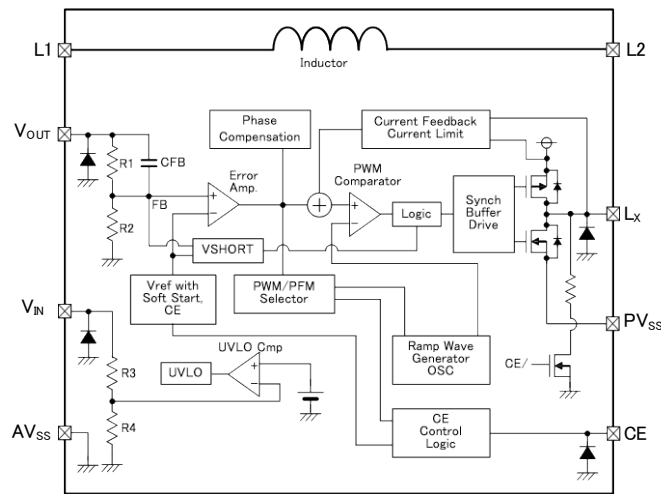 L1
L2
Inductor
VOUT
Phase
Compensation
Current Feedback
Current Limit
R1
CFB
Error
Amp.
PWM
Comparator
FB
Logic
Synch
Buffer
Drive
LX
R2
VSHORT
Vref with
Soft Start,
CE
PWM/PFM
Selector
VIN
PVSS
UVLO Cmp
Ramp Wave
Generator
OSC
R3
UVLO
CE/
R4
AVSS
CE
Control
Logic
CE